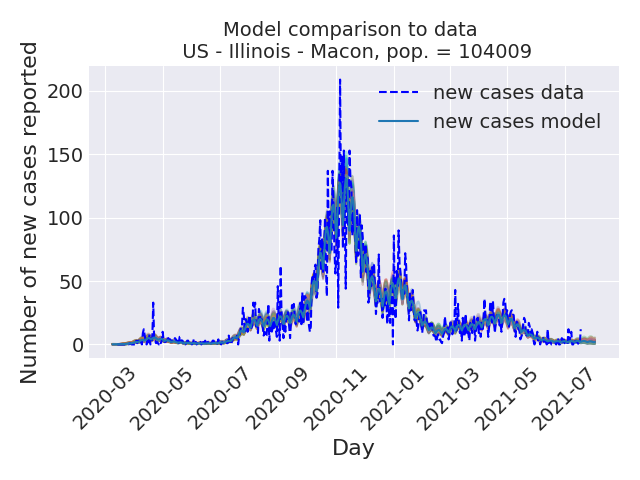 Model comparison to data
US - Illinois - Macon, pop. = 104009
new cases data
new cases model
Number of new cases reported
200
150
100
50
0
2020-03
2020-05
2020-07
2020-09
2020-11
2021-01
2021-03
2021-05
2021-07
Day